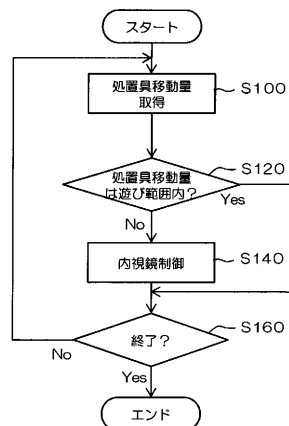 スタート
処置具移動量
取得
S100
処置具移動量
は遊び範囲内?
S120
Yes
No
内視鏡制御
S140
終了?
S160
No
Yes
エンド